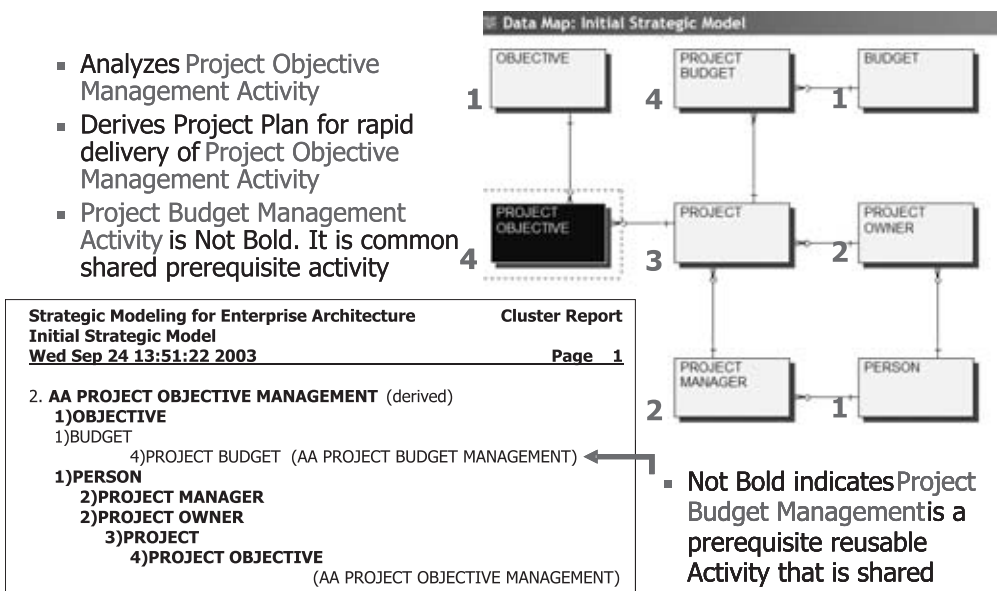 Data Map: Initial Strategic Model
▪ Analyzes Project Objective
Management Activity
▪ Derives Project Plan for rapid
delivery of Project Objective
Management Activity
▪ Project Budget Management
Activity is Not Bold. It is common
shared prerequisite activity
OBJECTIVE
1
PROJECT
BUDGET
4
BUDGET
1
PROJECT
OBJECTIVE
4
PROJECT
3
PROJECT
OWNER
2
PROJECT
MANAGER
2
PERSON
1
Strategic Modeling for Enterprise Architecture Cluster Report
Initial Strategic Model
Wed Sep 24 13:51:22 2003 Page 1
2. AA PROJECT OBJECTIVE MANAGEMENT (derived)
1)OBJECTIVE
1)BUDGET
4)PROJECT BUDGET (AA PROJECT BUDGET MANAGEMENT)
1)PERSON
2)PROJECT MANAGER
2)PROJECT OWNER
3)PROJECT
4)PROJECT OBJECTIVE
(AA PROJECT OBJECTIVE MANAGEMENT)
▪ Not Bold indicates Project
Budget Management is a
prerequisite reusable
Activity that is shared